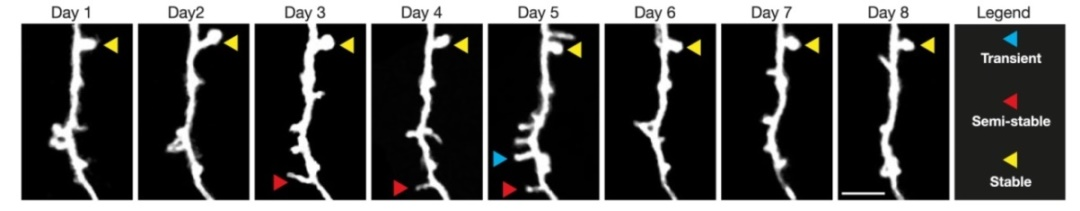 Day 1
Day2
Day 3
Day 4
Day 5
Day 6
Day 7
Day 8
Legend
Transient
Semi-stable
Stable